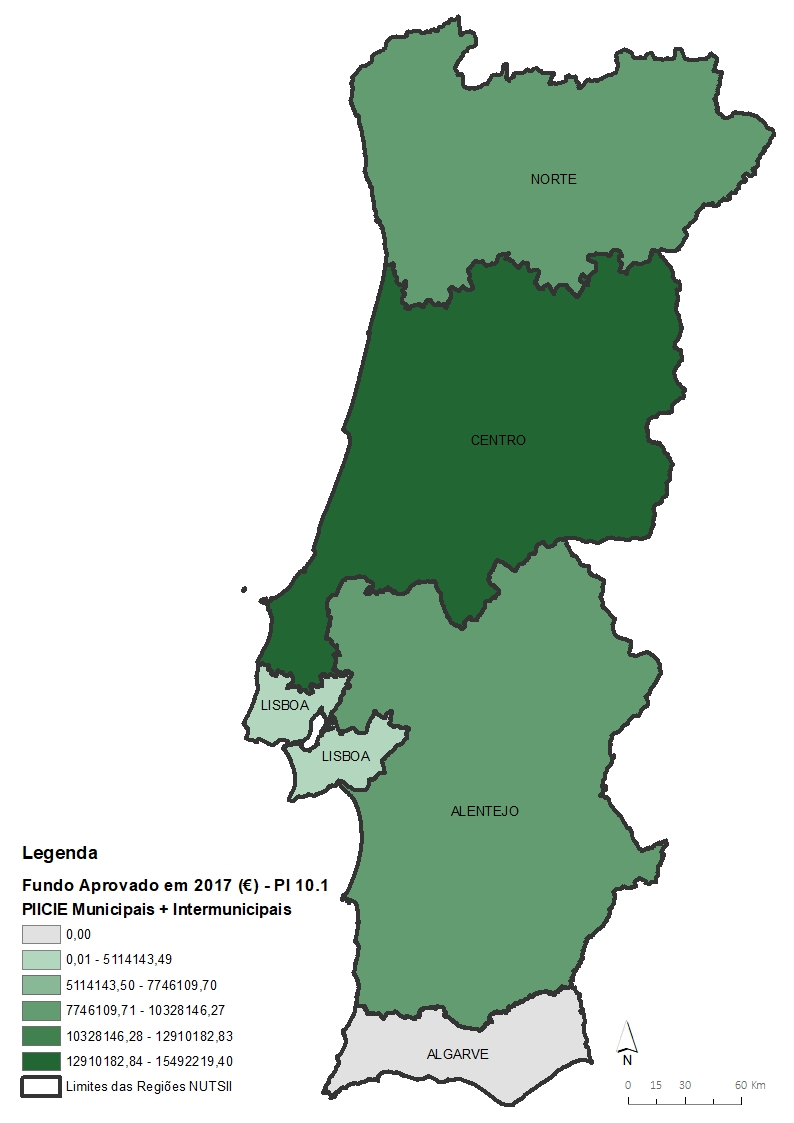 NORTE
CENTRO
LISBOA
LISBOA
ALENTEJO
ALGARVE
Legenda
Fundo Aprovado em 2017 (€) - PI 10.1
PIICIE Municipais + Intermunicipais
0,00
0,01 - 5114143,49
5114143,50 - 7746109,70
7746109,71 - 10328146,27
10328146,28 - 12910182,83
12910182,84 - 15492219,40
Limites das Regiões NUTSII
N
0 15 30 60 Km